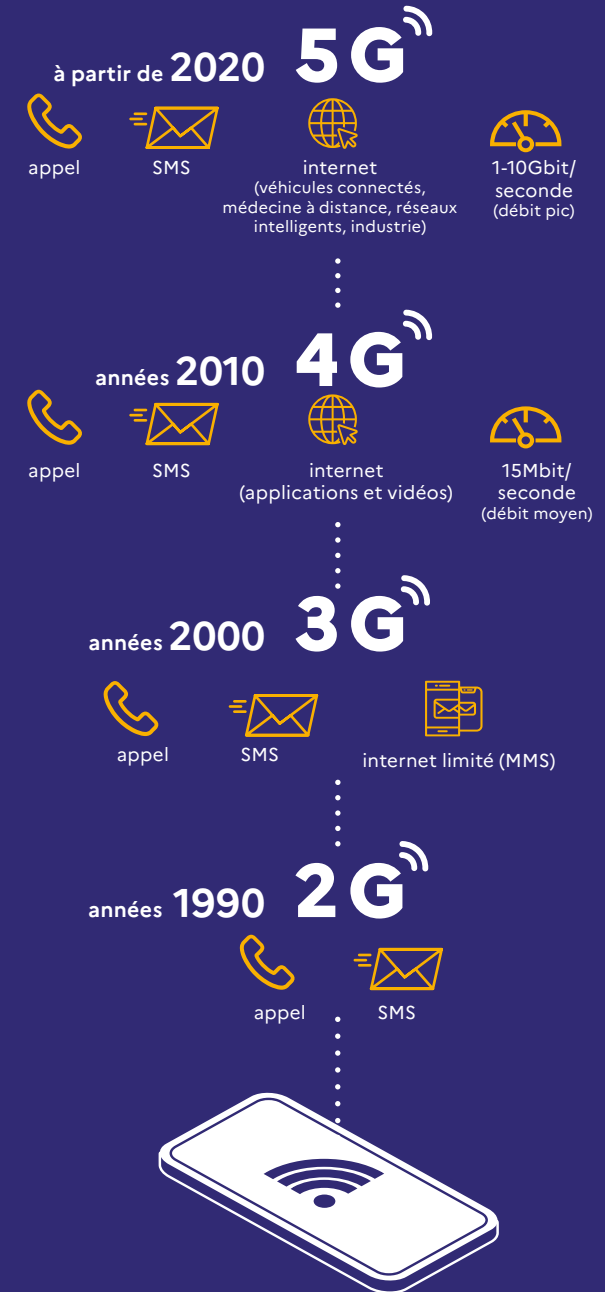 à partir de 2020 5G
appel
SMS
internet
(véhicules connectés,
médecine à distance, réseaux
intelligents, industrie)
1-10Gbit/
seconde
(débit pic)
années 2010 4G
appel
SMS
internet
(applications et vidéos)
15Mbit/
seconde
(débit moyen)
années 2000 3G
appel
SMS
internet limité (MMS)
années 1990 2G
appel
SMS